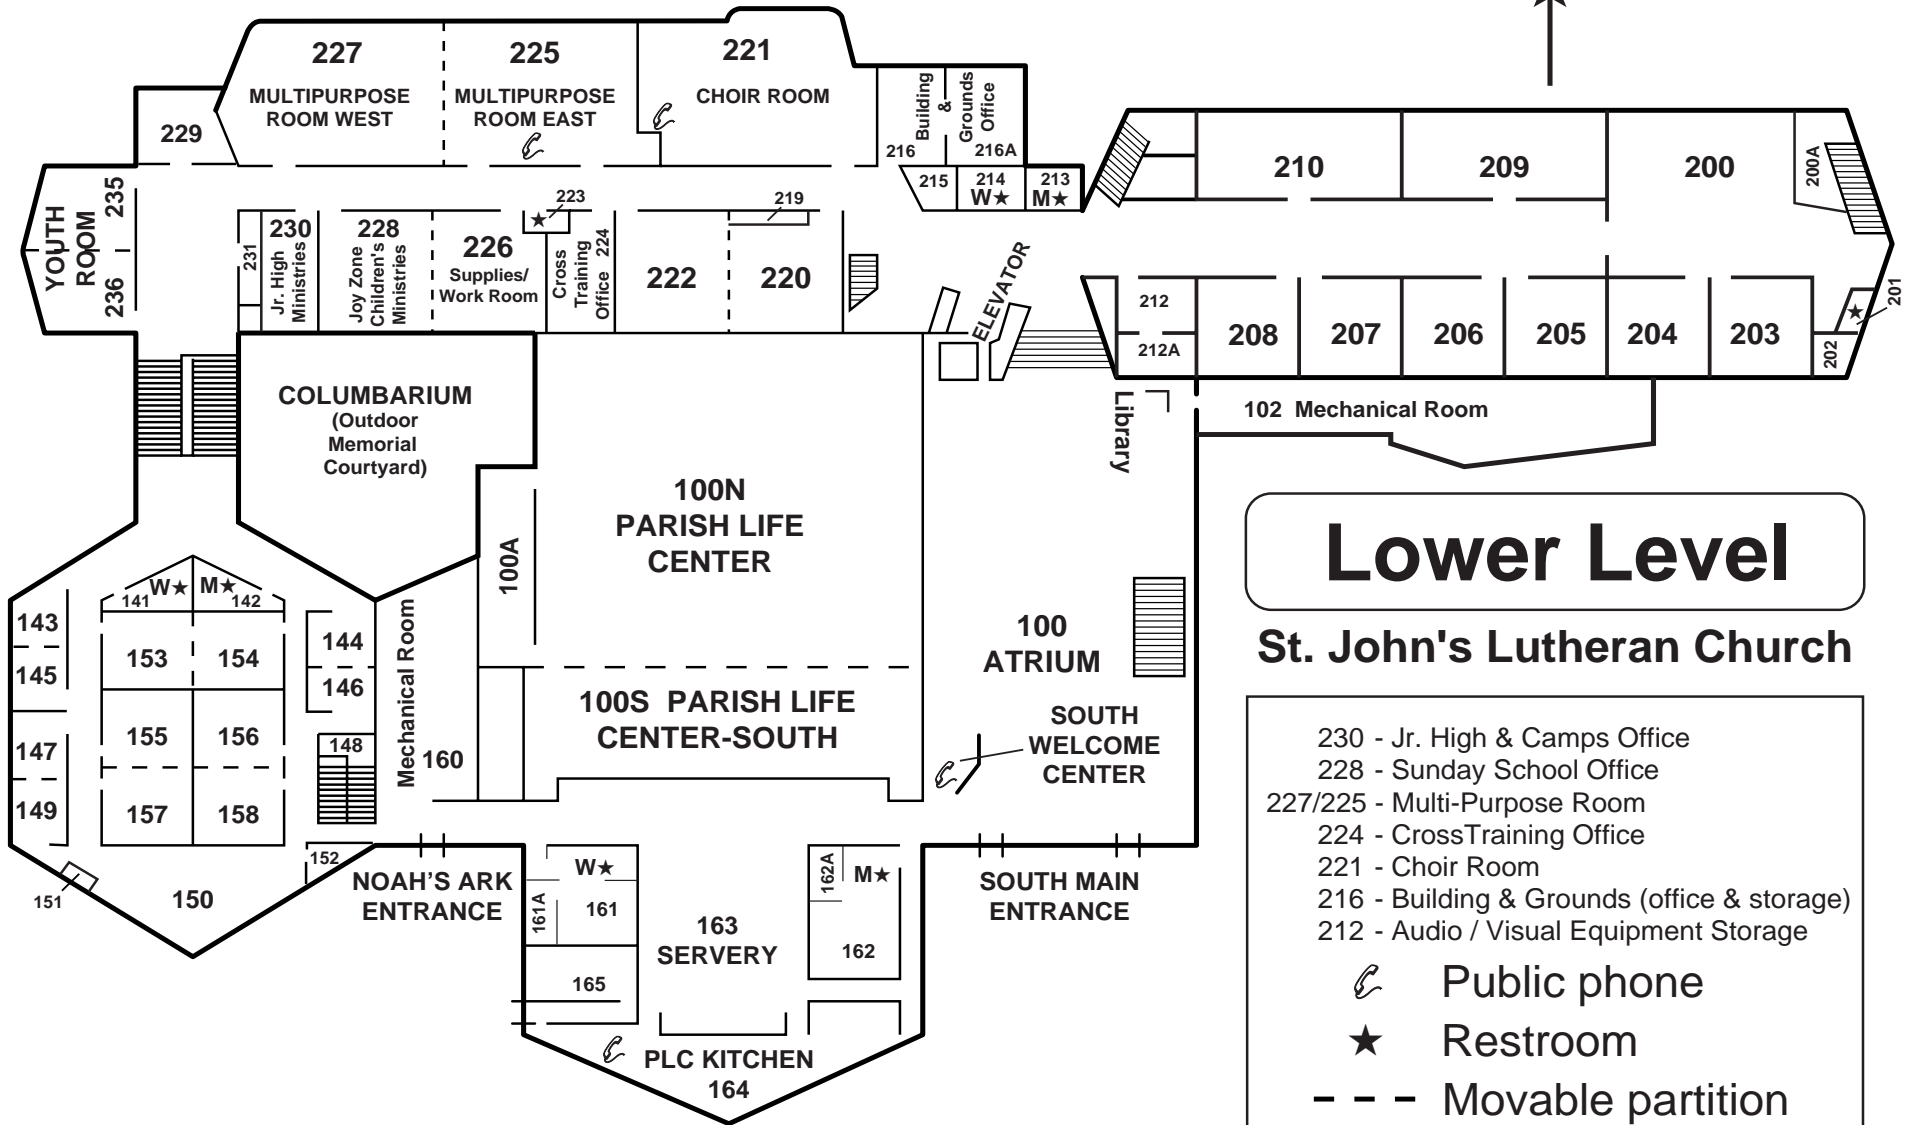 227
MULTIPURPOSE
ROOM WEST
225
MULTIPURPOSE
ROOM EAST
221
CHOIR ROOM
Building
&
Grounds
Office
216
216A
229
215
214
W★
213
M★
210
209
200
200A
YOUTH
ROOM
235
236
231
230
Jr. High
Ministries
228
Joy Zone
Children's
Ministries
226
Supplies/
Work Room
★
223
Cross
Training
Office 224
222
219
220
ELEVATOR
212
212A
208
207
206
205
204
203
202
★
201
COLUMBARIUM
(Outdoor
Memorial
Courtyard)
Library
102 Mechanical Room
100N
PARISH LIFE
CENTER
100A
100
ATRIUM
100S PARISH LIFE
CENTER-SOUTH
SOUTH
WELCOME
CENTER
W★
141
M★
142
143
145
153
154
144
146
147
149
155
156
157
158
148
Mechanical Room
160
152
151
150
NOAH'S ARK
ENTRANCE
W★
161A
161
165
163
SERVERY
162A
M★
162
SOUTH MAIN
ENTRANCE
PLC KITCHEN
164
Lower Level
St. John's Lutheran Church
230 - Jr. High & Camps Office
228 - Sunday School Office
227/225 - Multi-Purpose Room
224 - CrossTraining Office
221 - Choir Room
216 - Building & Grounds (office & storage)
212 - Audio / Visual Equipment Storage
Public phone
★ Restroom
Movable partition